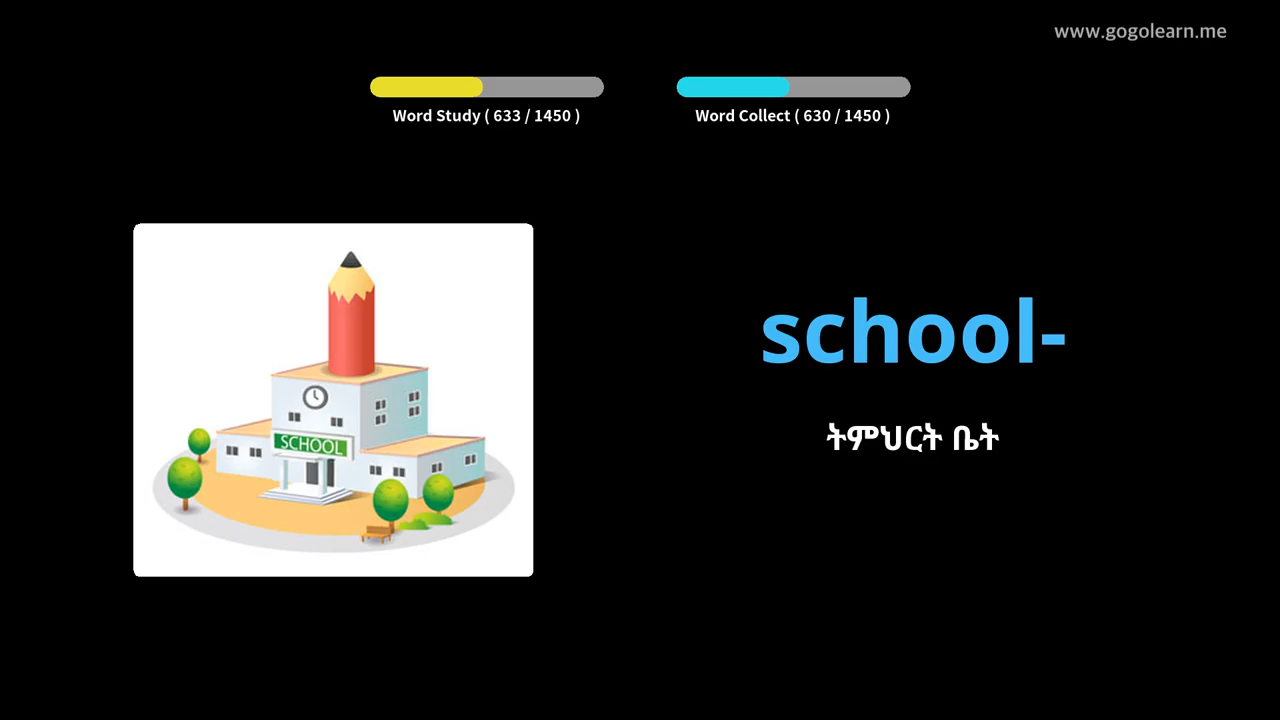 www.gogolearn.me
Word Study ( 633 / 1450 )
Word Collect ( 630 / 1450 )
SCHOOL
school-
ትምህርት ቤት